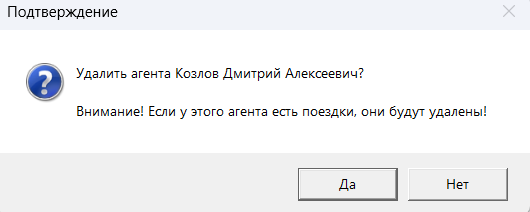 Подтверждение
Удалить агента Козлов Дмитрий Алексеевич?
Внимание! Если у этого агента есть поездки, они будут удалены!
Да
Нет